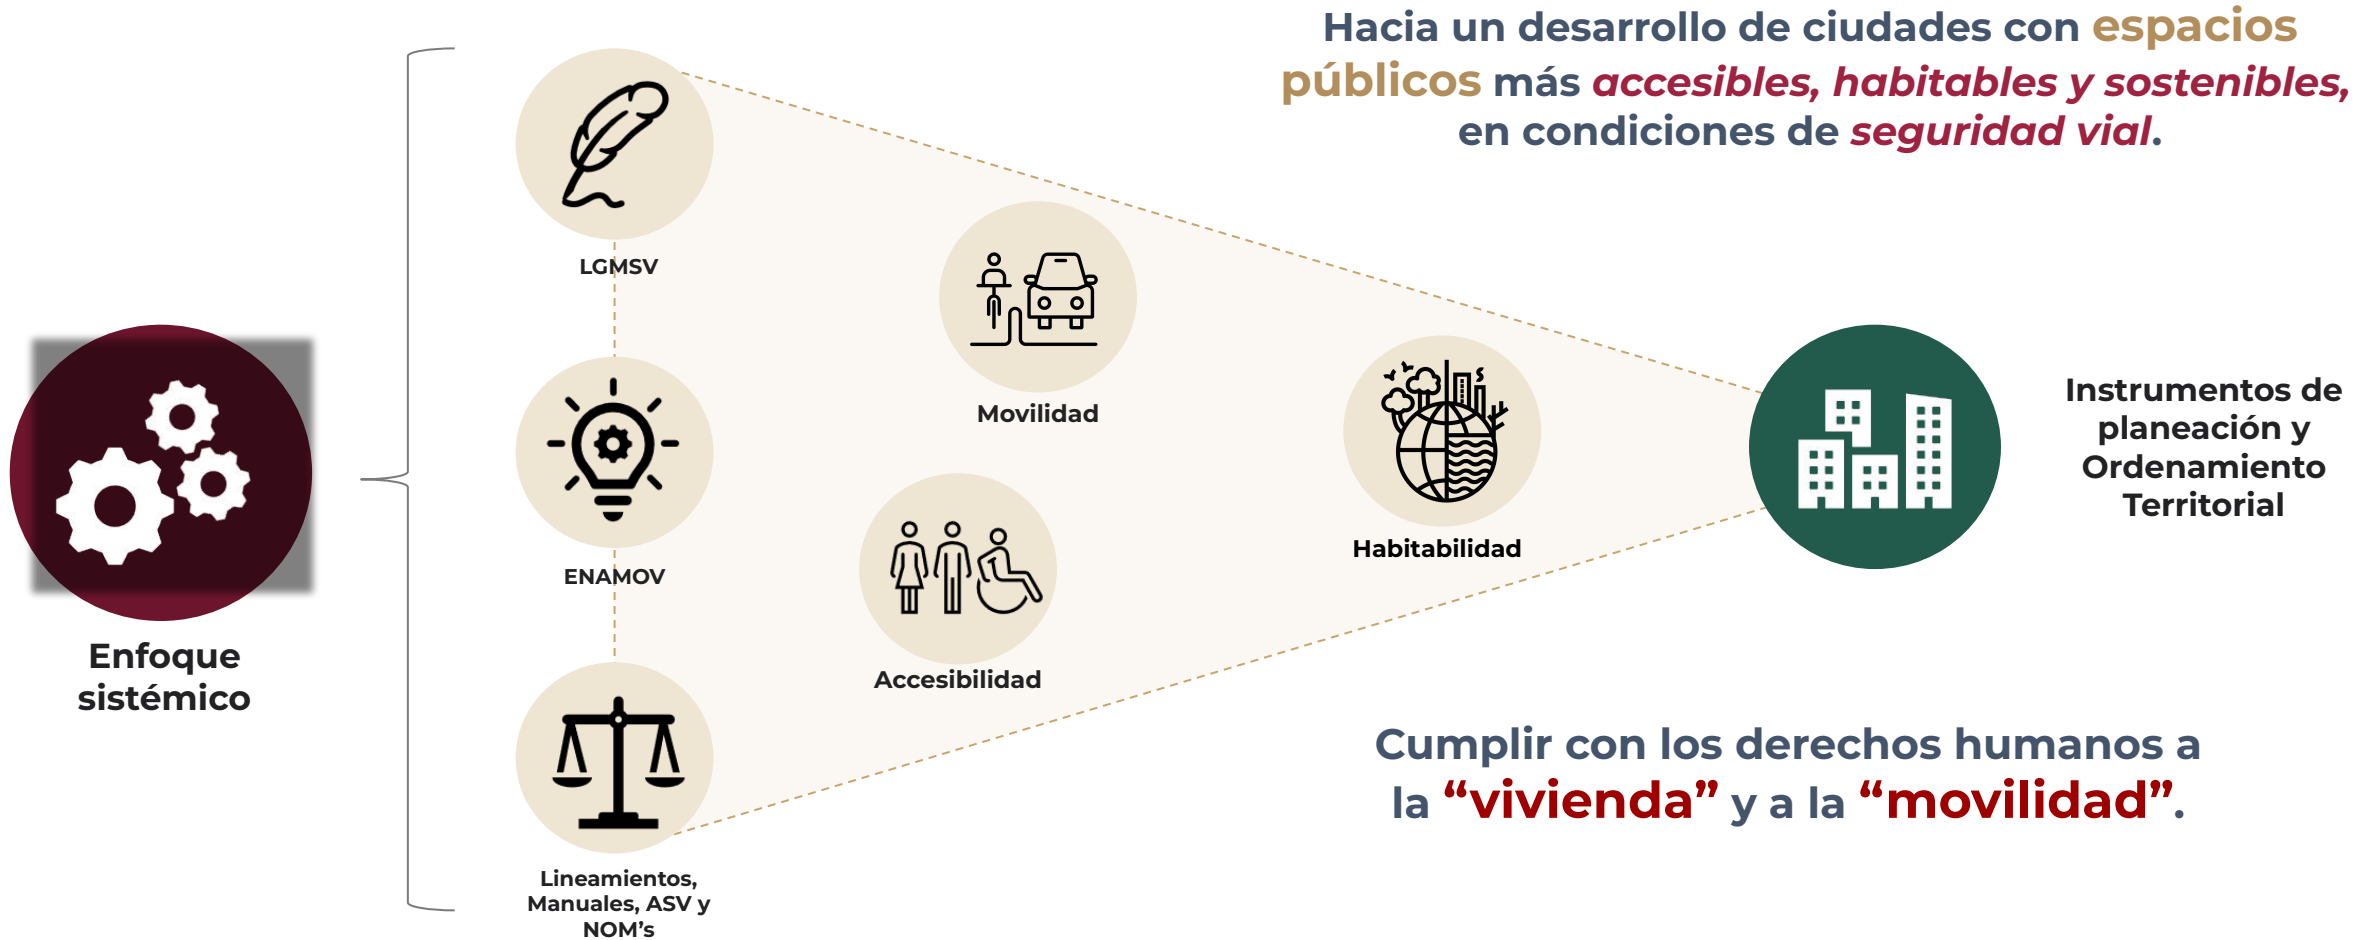 Hacia un desarrollo de ciudades con espacios
públicos más accesibles, habitables y sostenibles,
en condiciones de seguridad vial.
LGMSV
Movilidad
Instrumentos de
planeación y
Ordenamiento
Territorial
Habitabilidad
ENAMOV
Enfoque
sistémico
Accesibilidad
Cumplir con los derechos humanos a
la “vivienda” y a la “movilidad”.
Lineamientos,
Manuales, ASV y
NOM’s